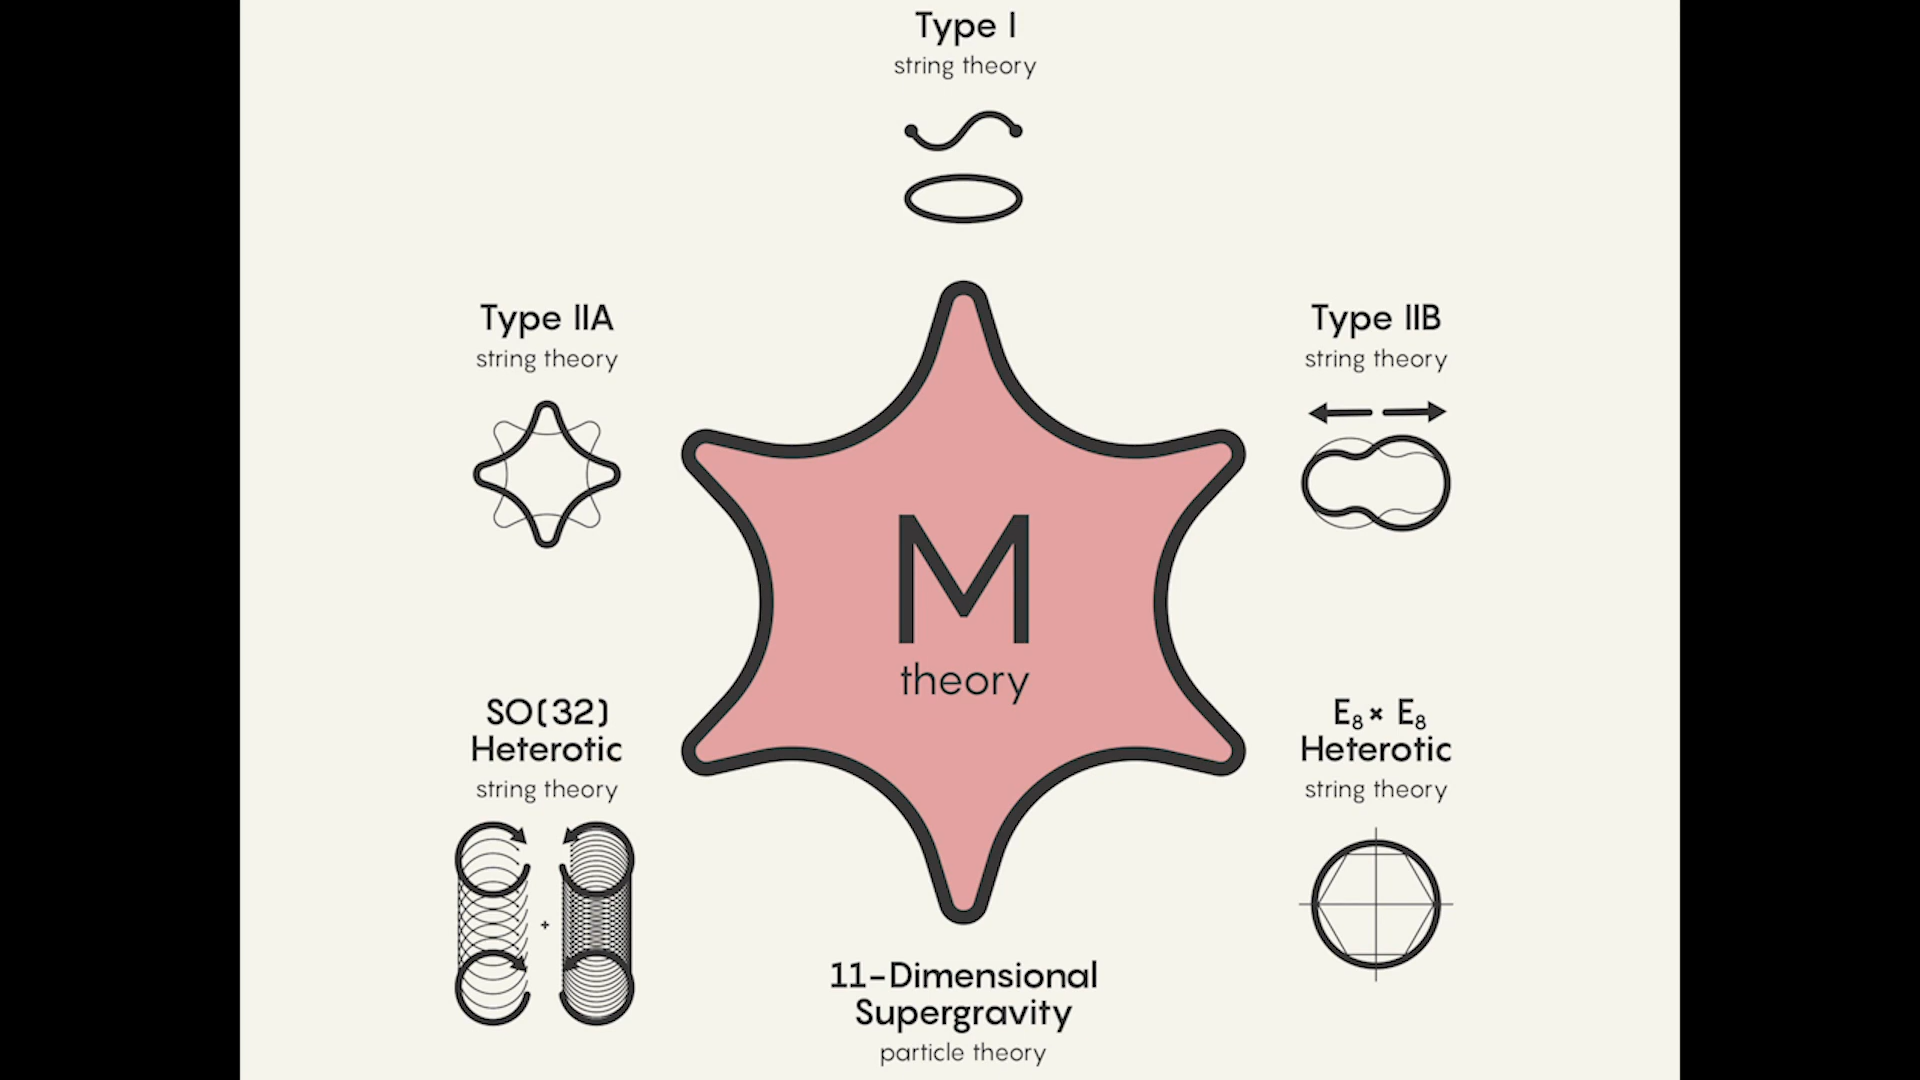 Type I
string theory
Type IIA
string theory
Type IIB
string theory
M
theory
SO(32)
Heterotic
string theory
+
E₈ × E₈
Heterotic
string theory
11-Dimensional
Supergravity
particle theory